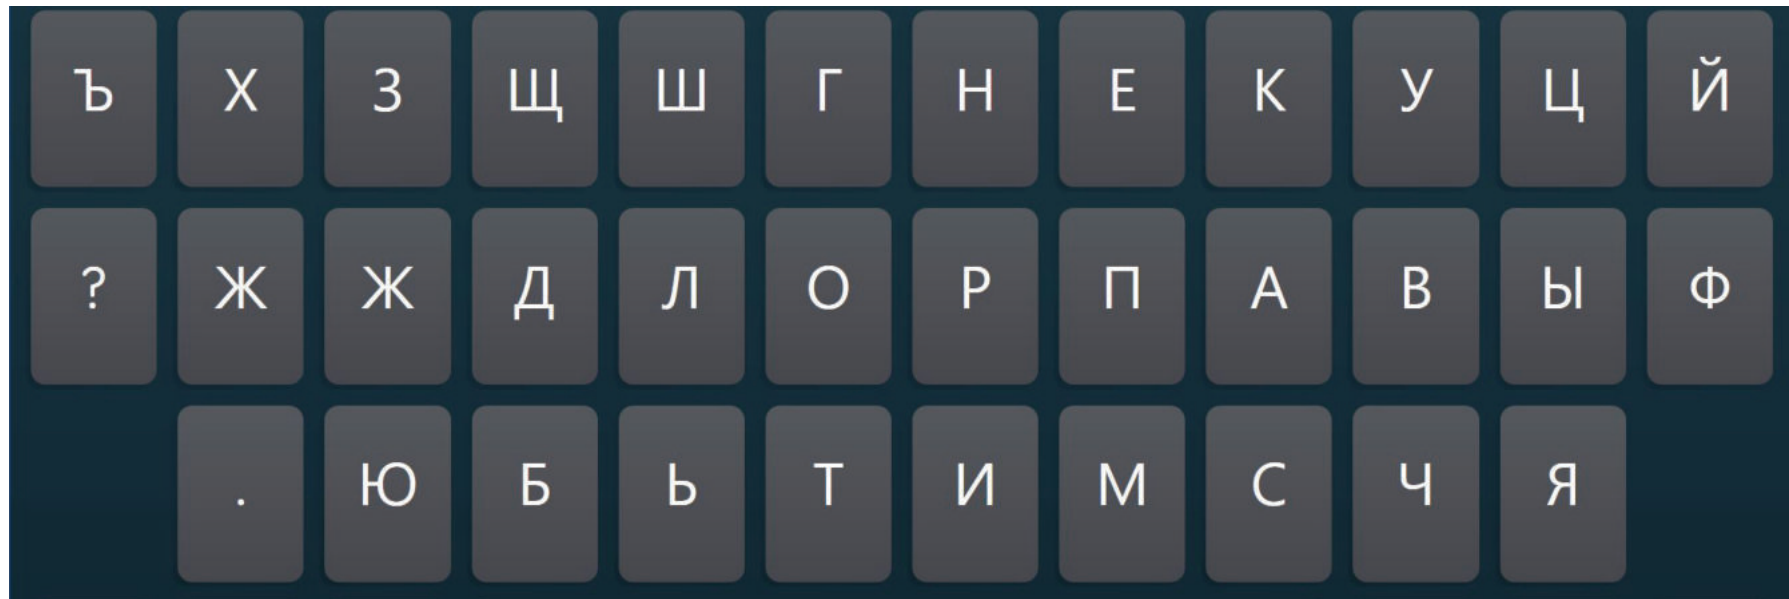 Ъ Х З Щ Ш Г Н Е К У Ц Й
? Ж Ж Д Л О Р П А В Ы Ф
. Ю Б Ь Т И М С Ч Я